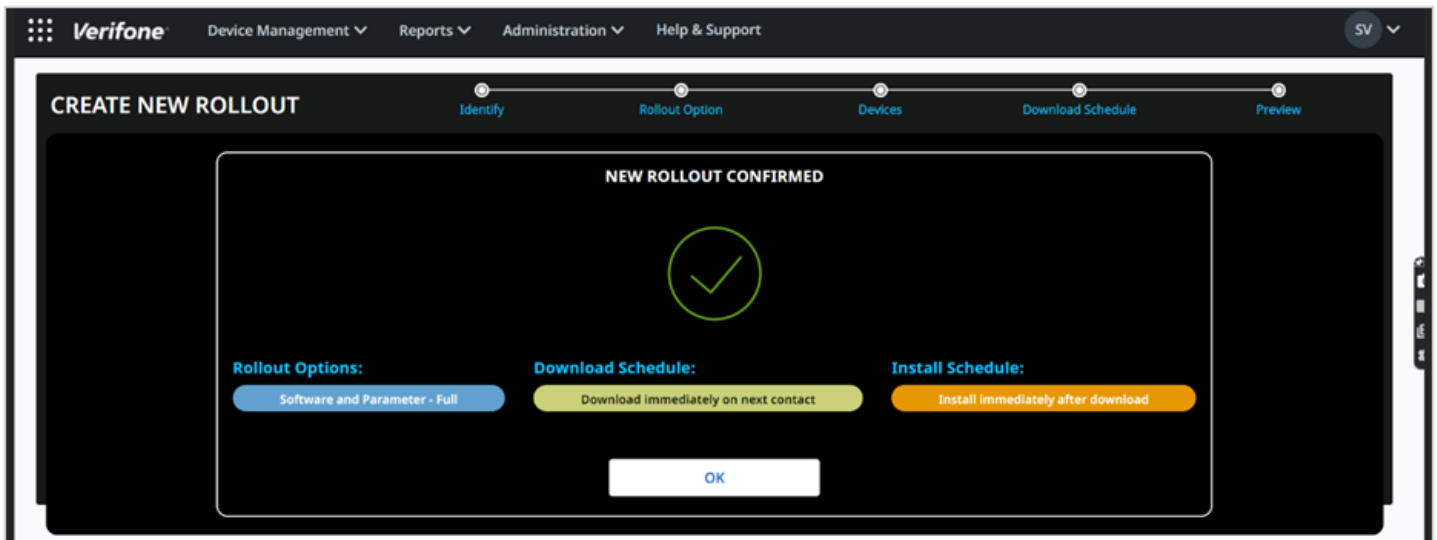 Verifone Device Management Reports Administration Help & Support SV
CREATE NEW ROLLOUT
Identify Rollout Option Devices Download Schedule Preview
NEW ROLLOUT CONFIRMED
Rollout Options: Download Schedule: Install Schedule:
Software and Parameter - Full Download immediately on next contact Install immediately after download
OK